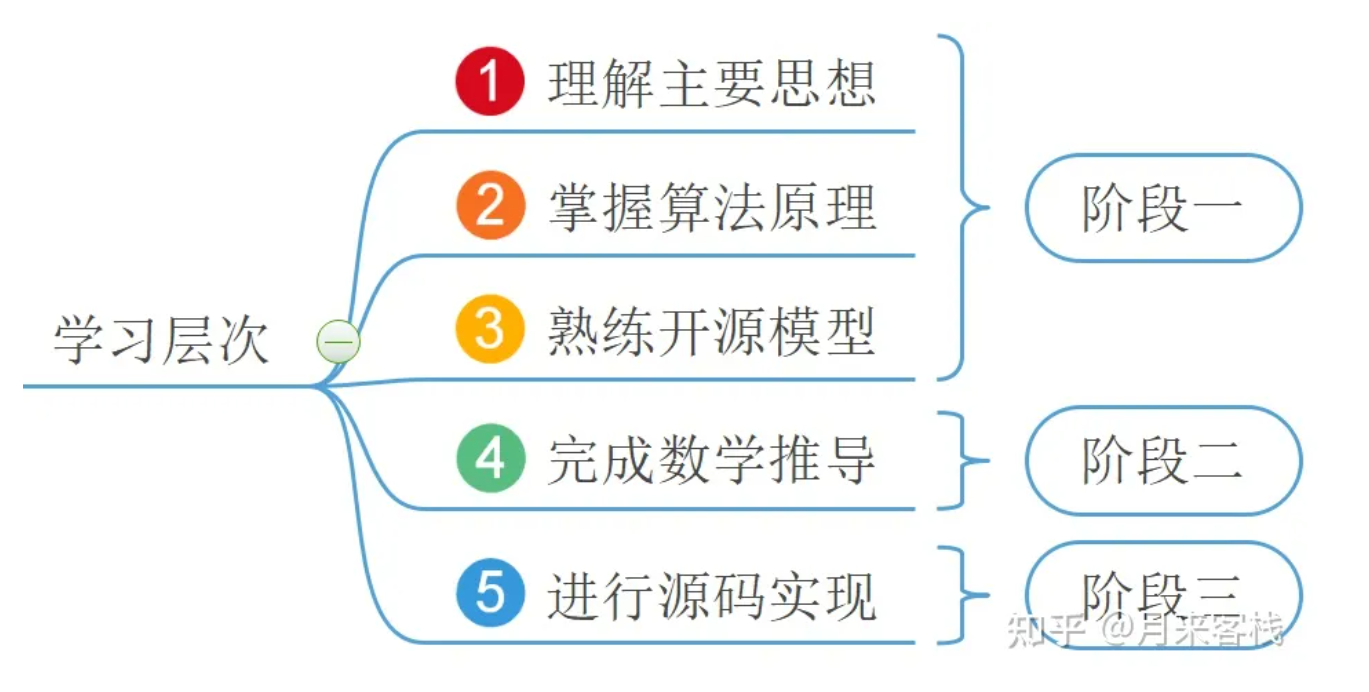 1 理解主要思想
2 掌握算法原理
阶段一
3 熟练开源模型
学习层次
4 完成数学推导
阶段二
5 进行源码实现
阶段三
知乎 @月来客栈